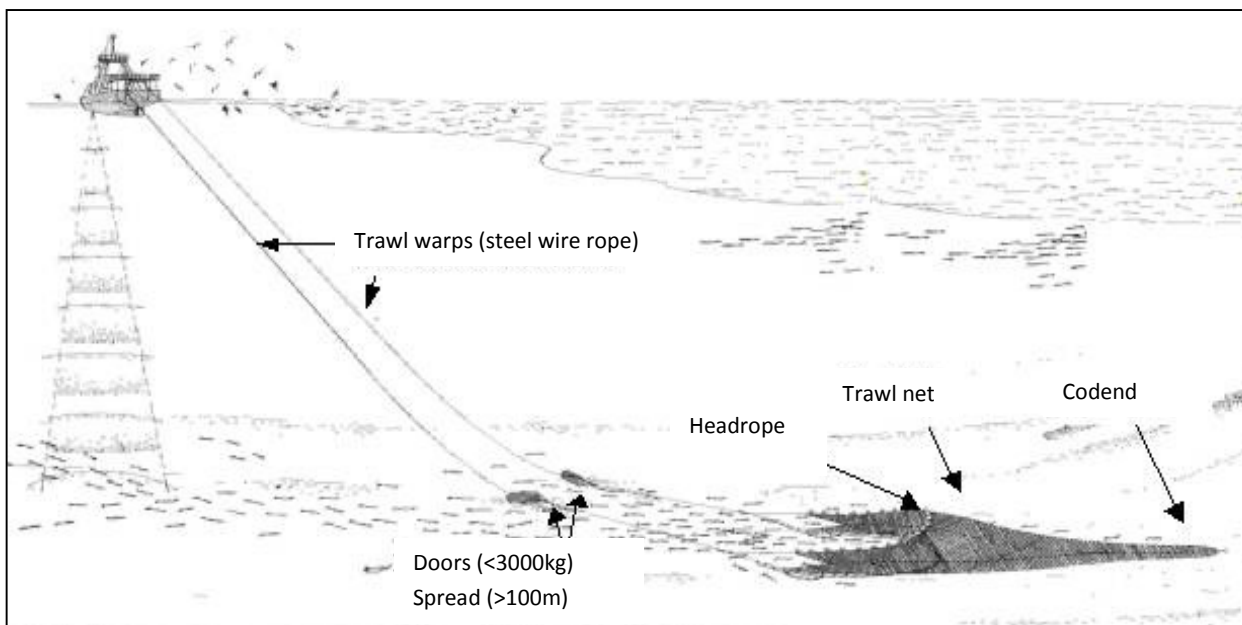 Trawl warps (steel wire rope)
Trawl net
Codend
Headrope
Doors (<3000kg)
Spread (>100m)